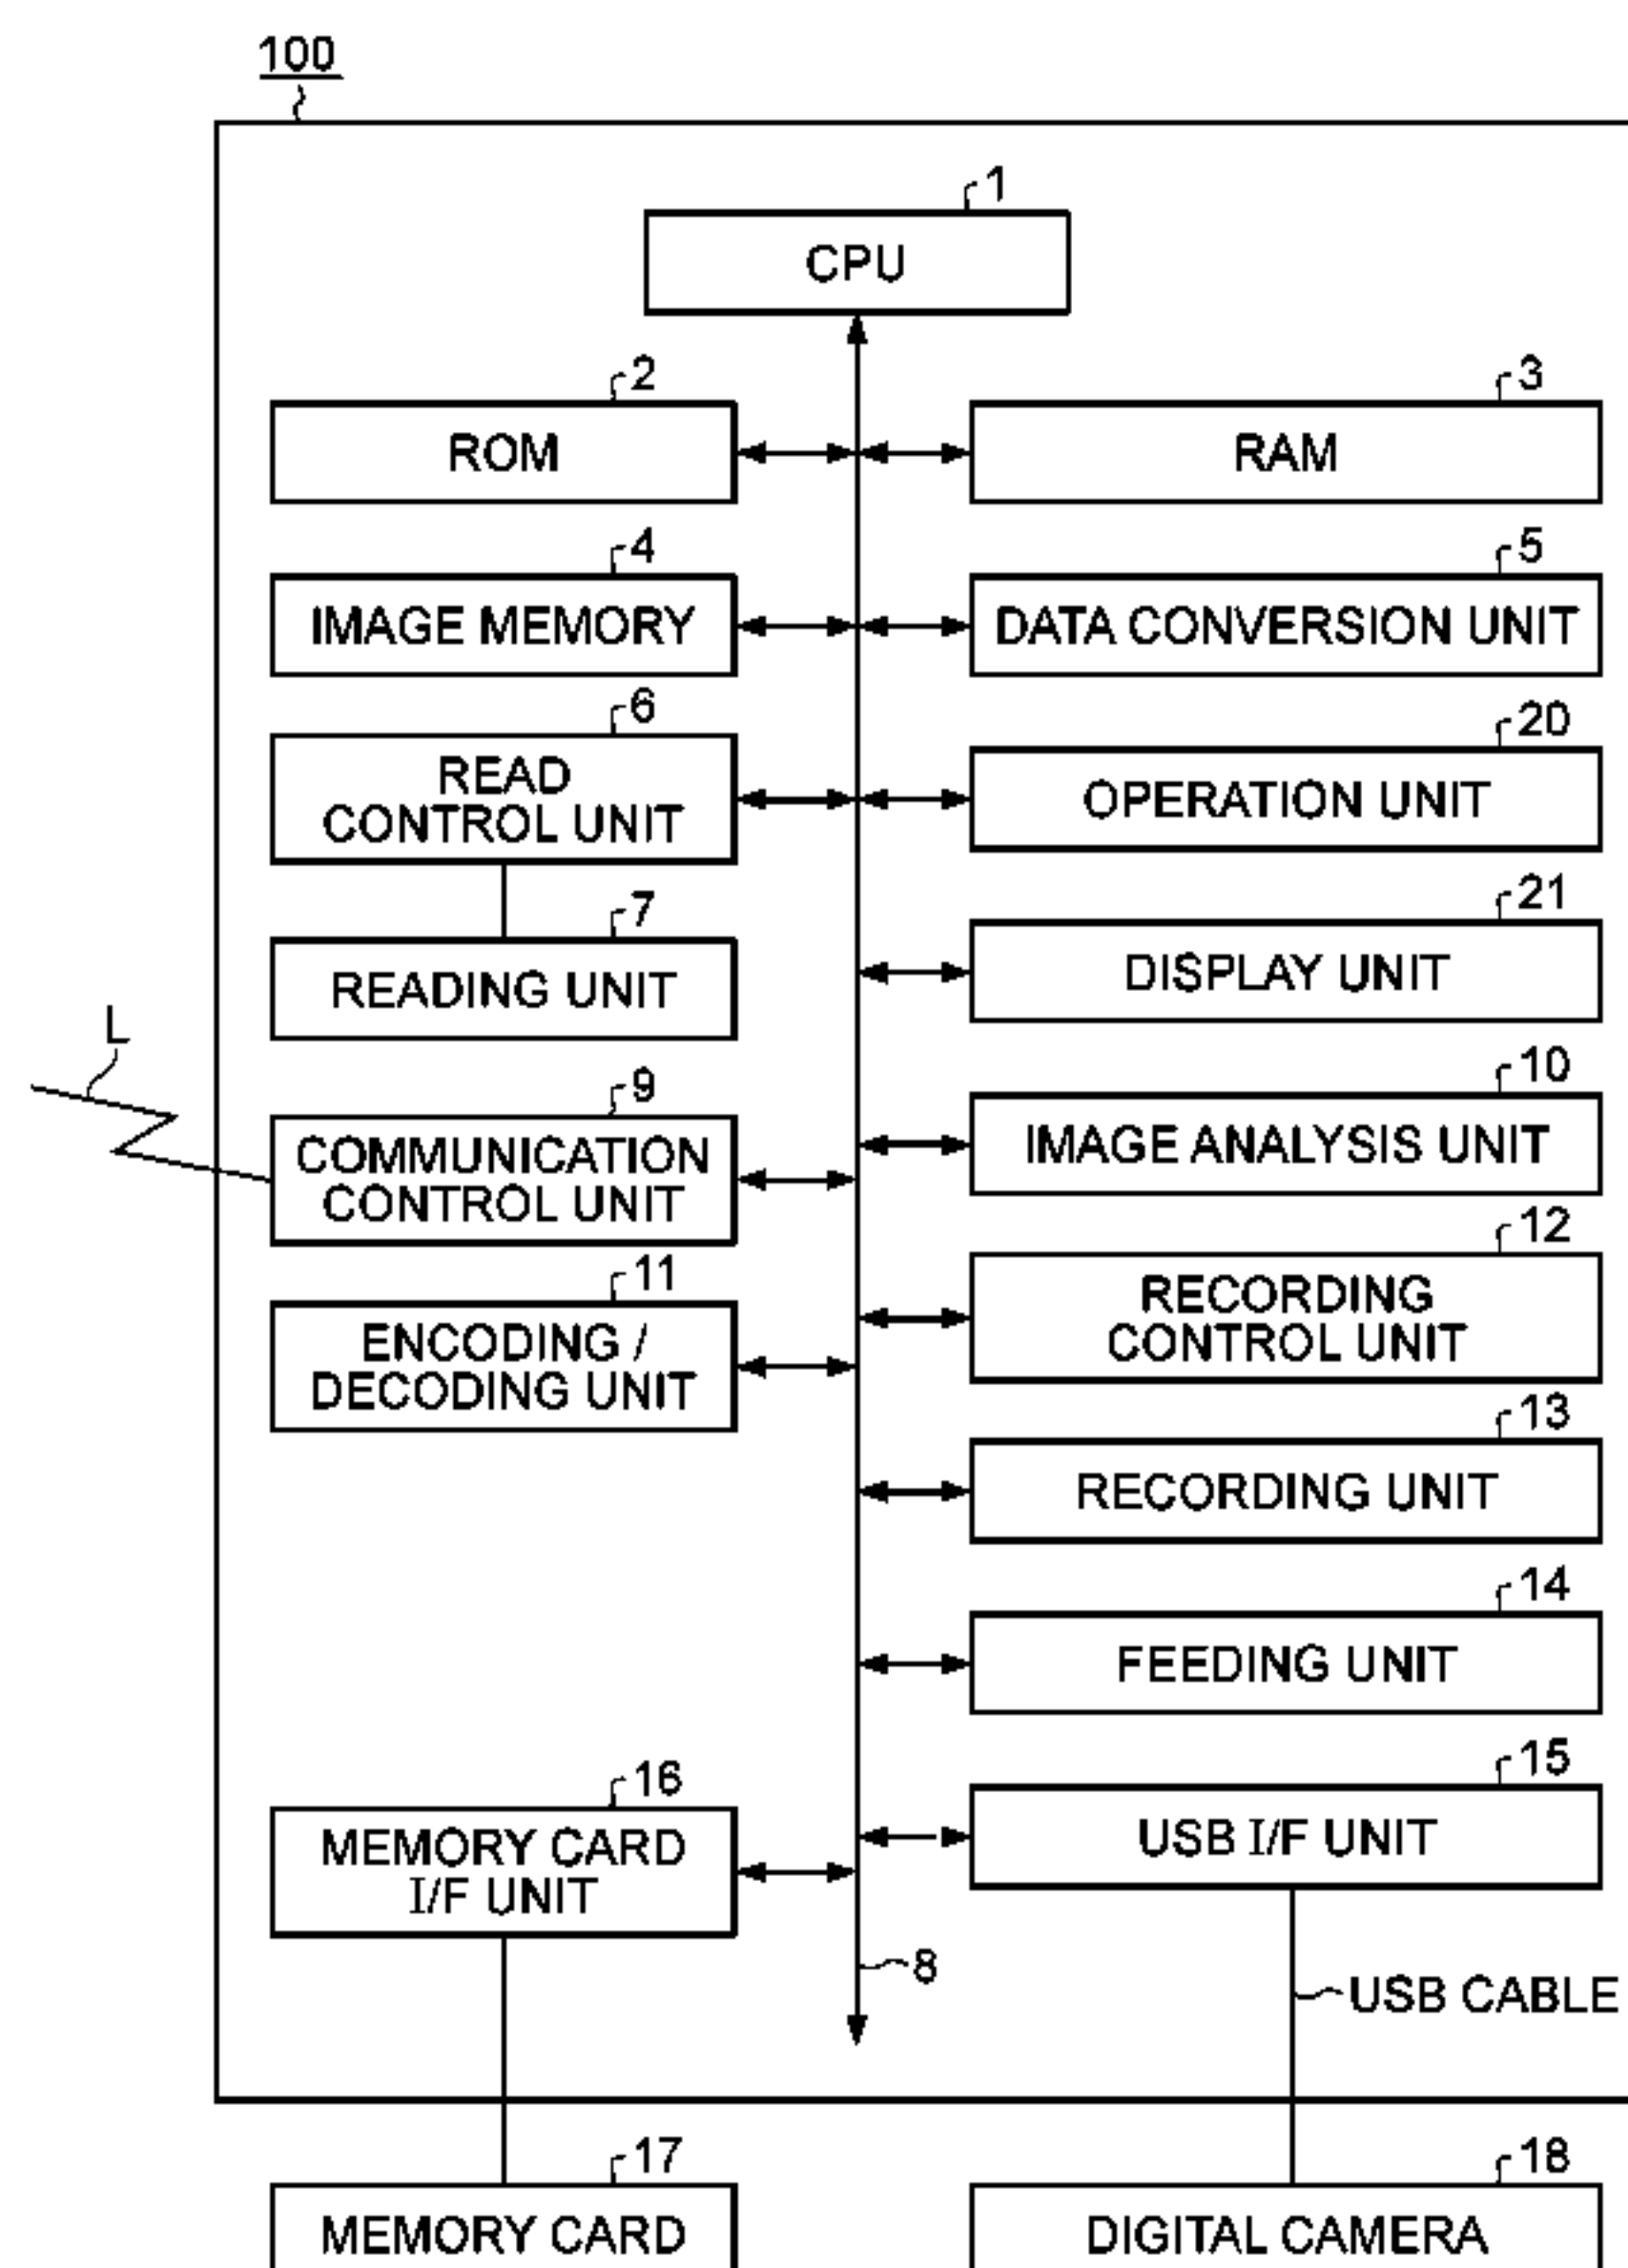 100
1
CPU
2
ROM
3
RAM
4
IMAGE MEMORY
5
DATA CONVERSION UNIT
6
READ
CONTROL UNIT
20
OPERATION UNIT
7
READING UNIT
21
DISPLAY UNIT
L
9
COMMUNICATION
CONTROL UNIT
10
IMAGE ANALYSIS UNIT
11
ENCODING /
DECODING UNIT
12
RECORDING
CONTROL UNIT
13
RECORDING UNIT
14
FEEDING UNIT
16
MEMORY CARD
I/F UNIT
15
USB I/F UNIT
8
USB CABLE
17
MEMORY CARD
18
DIGITAL CAMERA